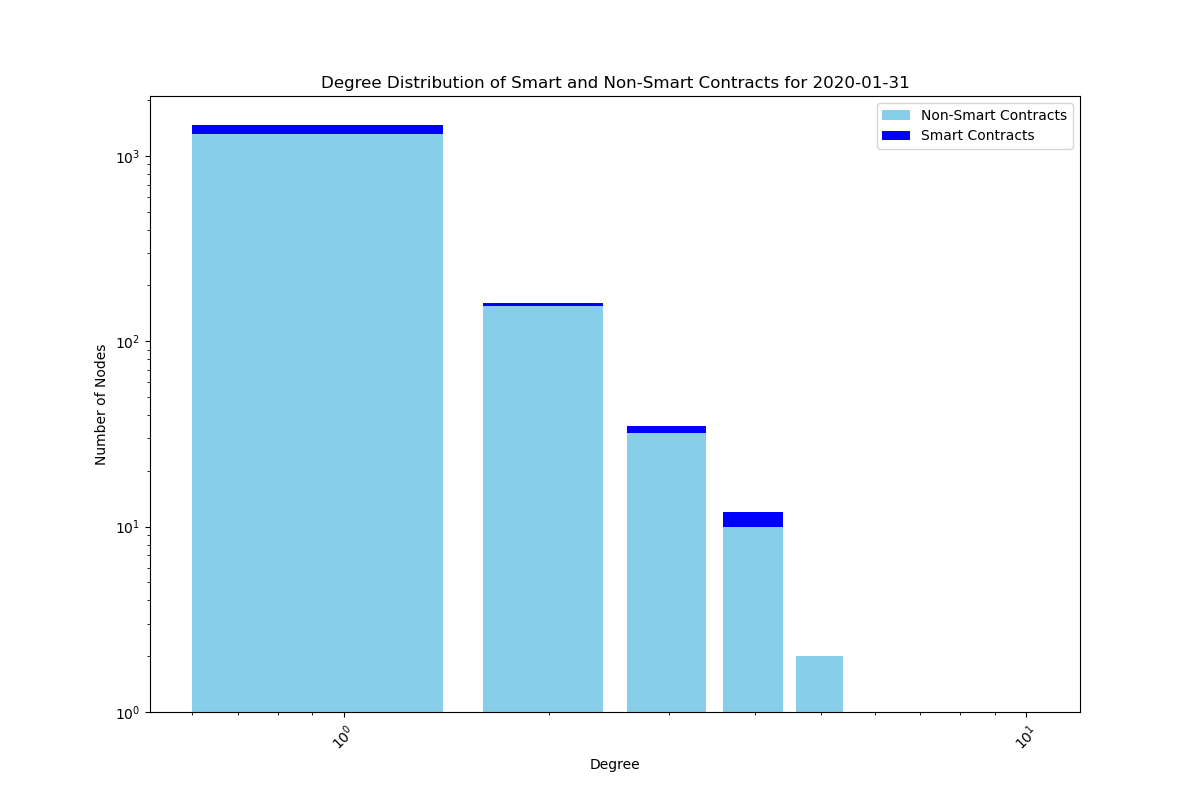 Degree Distribution of Smart and Non-Smart Contracts for 2020-01-31
Non-Smart Contracts
Smart Contracts
Number of Nodes
10³
10²
10¹
10⁰
10⁰
10¹
Degree